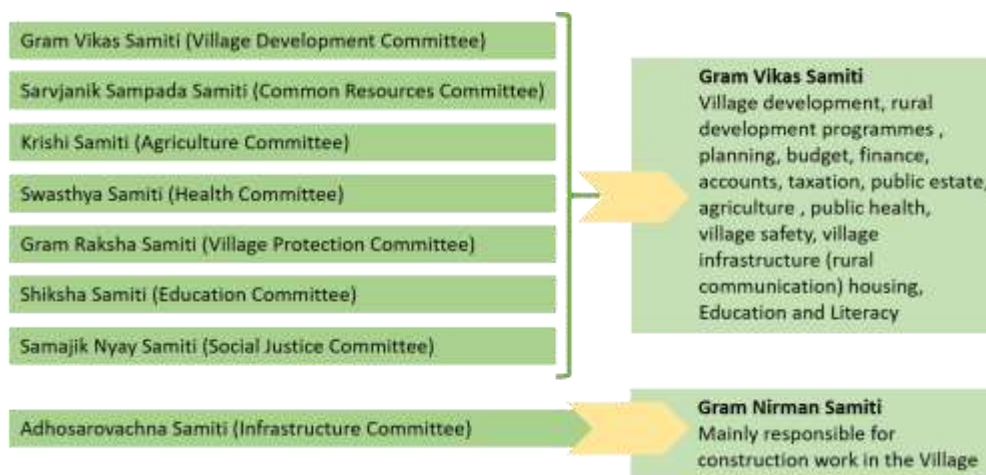 Gram Vikas Samiti (Village Development Committee)
Sarvjanik Sampada Samiti (Common Resources Committee)
Krishi Samiti (Agriculture Committee)
Swasthya Samiti (Health Committee)
Gram Raksha Samiti (Village Protection Committee)
Shiksha Samiti (Education Committee)
Samajik Nyay Samiti (Social Justice Committee)
Adhosarovachna Samiti (Infrastructure Committee)
Gram Vikas Samiti
Village development, rural
development programmes ,
planning, budget, finance,
accounts, taxation, public estate,
agriculture , public health,
village safety, village
infrastructure (rural
communication) housing,
Education and Literacy
Gram Nirman Samiti
Mainly responsible for
construction work in the Village